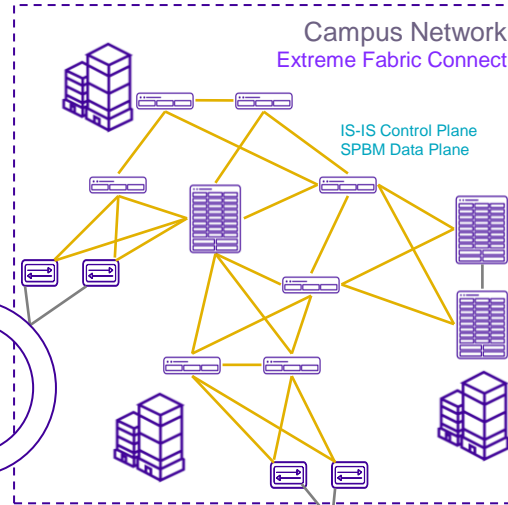 Campus Network
Extreme Fabric Connect
IS-IS Control Plane
SPBM Data Plane